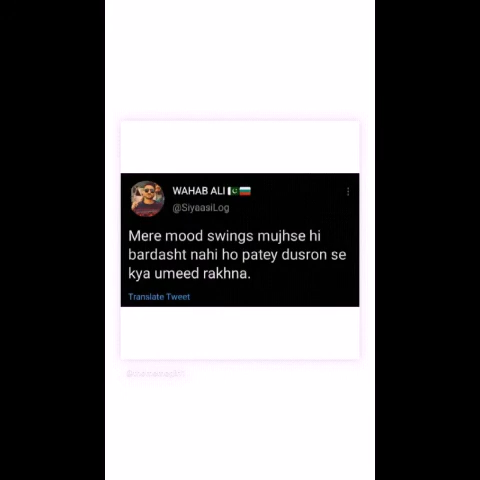 WAHAB ALI🇵🇰🇧🇬
@SiyaasiLog
Mere mood swings mujhse hi
bardasht nahi ho patey dusron se
kya umeed rakhna.
Translate Tweet